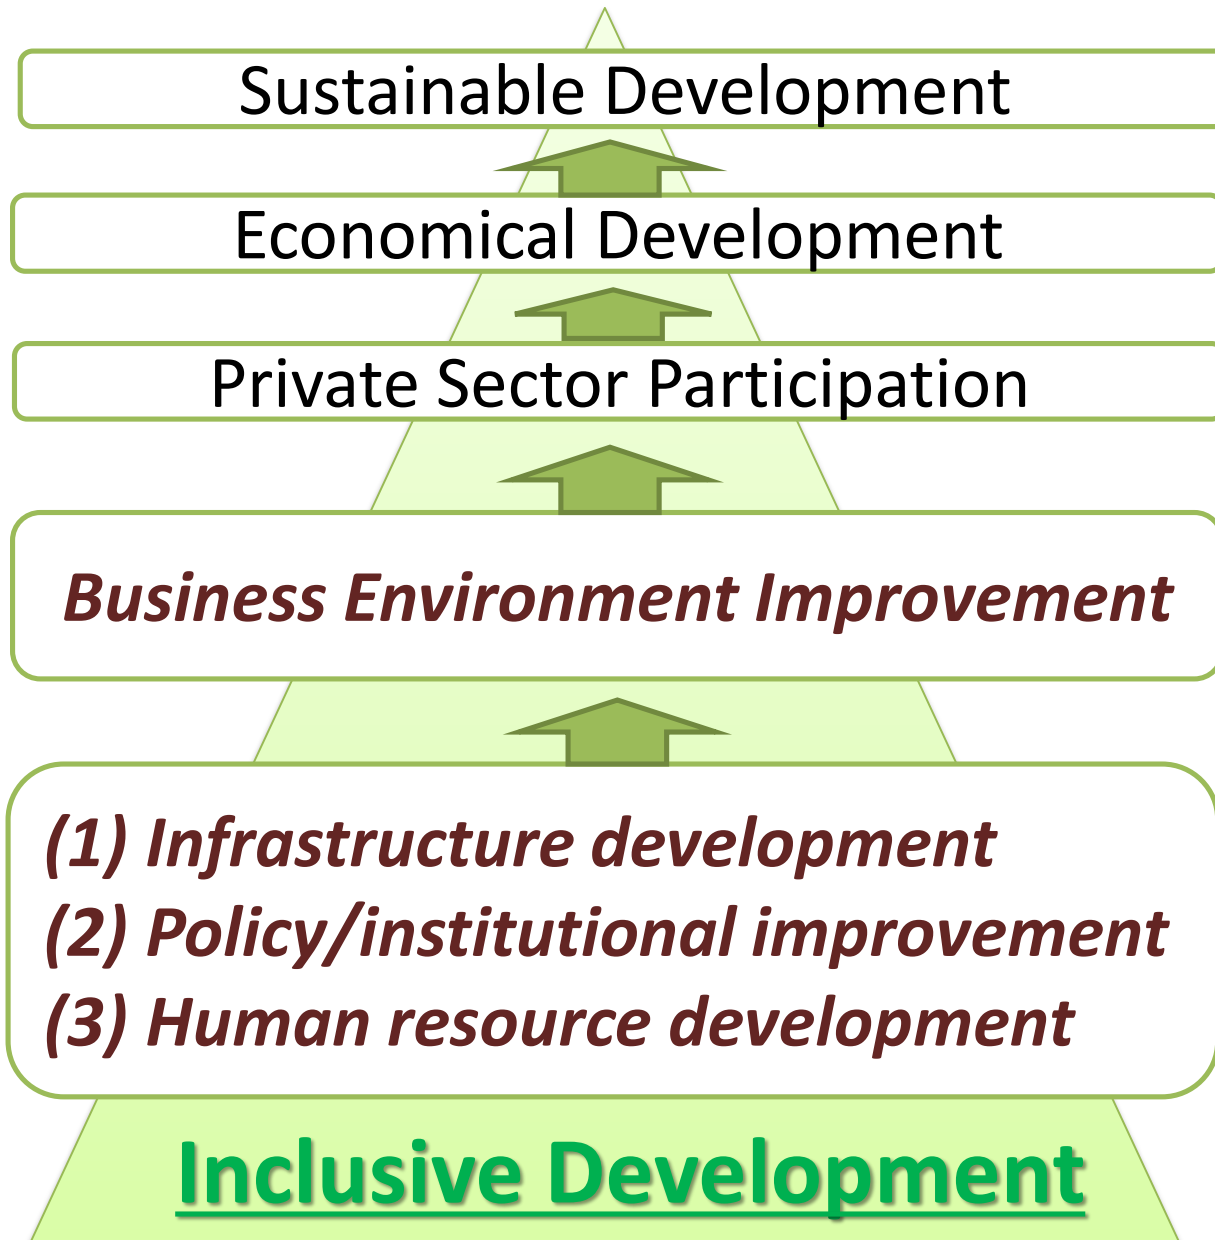 Sustainable Development
Economical Development
Private Sector Participation
Business Environment Improvement
(1) Infrastructure development
(2) Policy/institutional improvement
(3) Human resource development
Inclusive Development